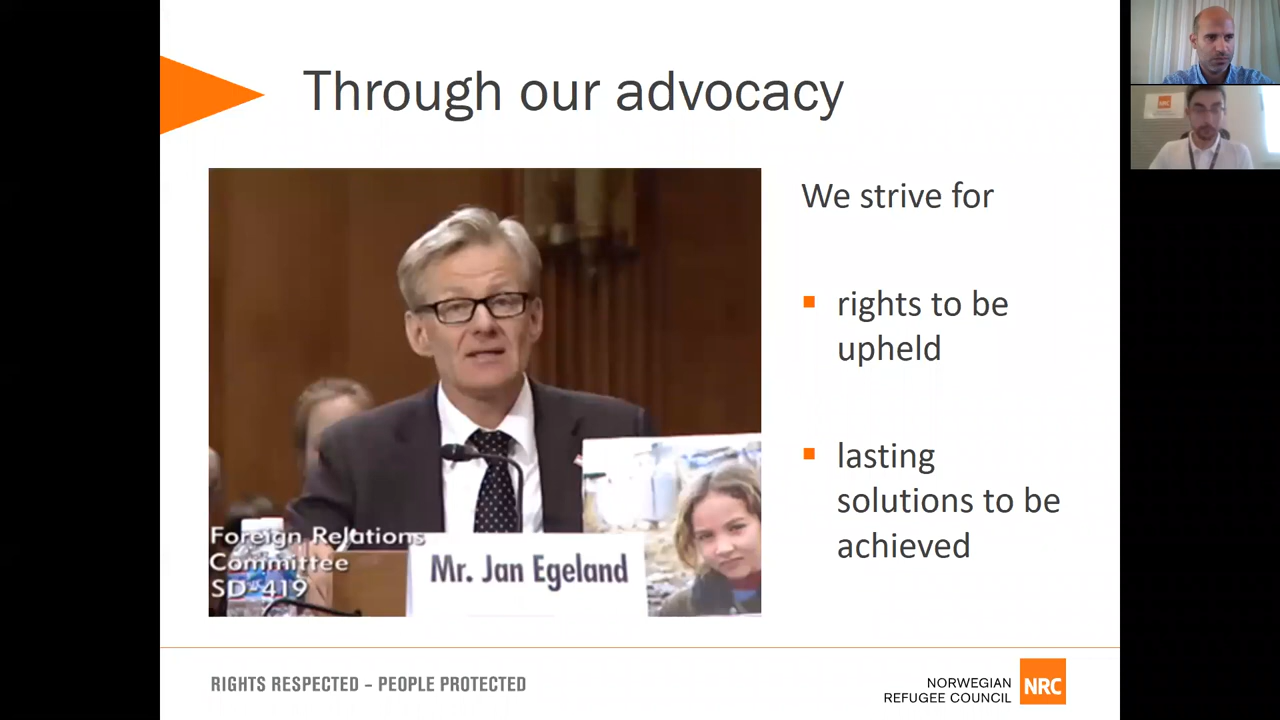 Through our advocacy
We strive for
rights to be
upheld
lasting
solutions to be
achieved
Foreign Relations
Committee
SD-419
Mr. Jan Egeland
RIGHTS RESPECTED – PEOPLE PROTECTED
NORWEGIAN
REFUGEE COUNCIL
NRC
NRC